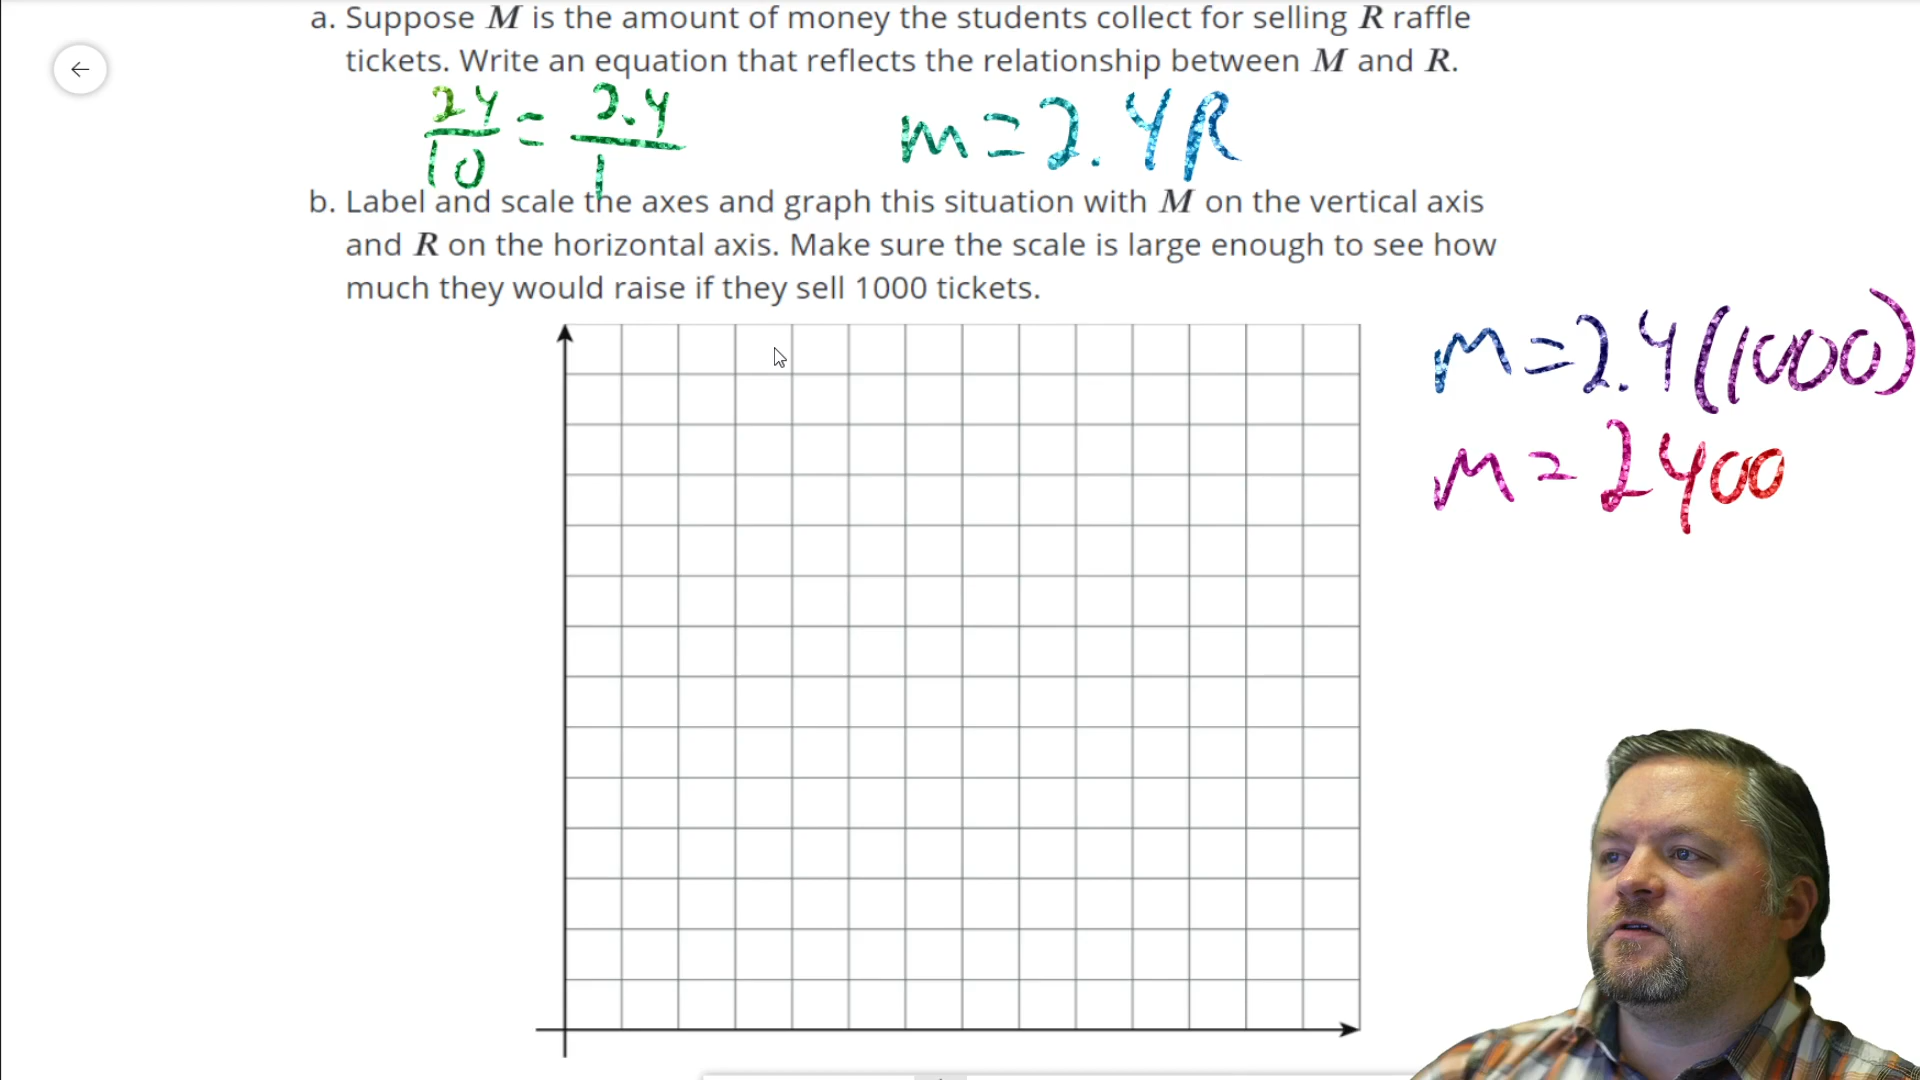 a. Suppose M is the amount of money the students collect for selling R raffle
tickets. Write an equation that reflects the relationship between M and R.
24/10 = 2.4/1
m=2.4R
b. Label and scale the axes and graph this situation with M on the vertical axis
and R on the horizontal axis. Make sure the scale is large enough to see how
much they would raise if they sell 1000 tickets.
m=2.4(1000)
m=2400